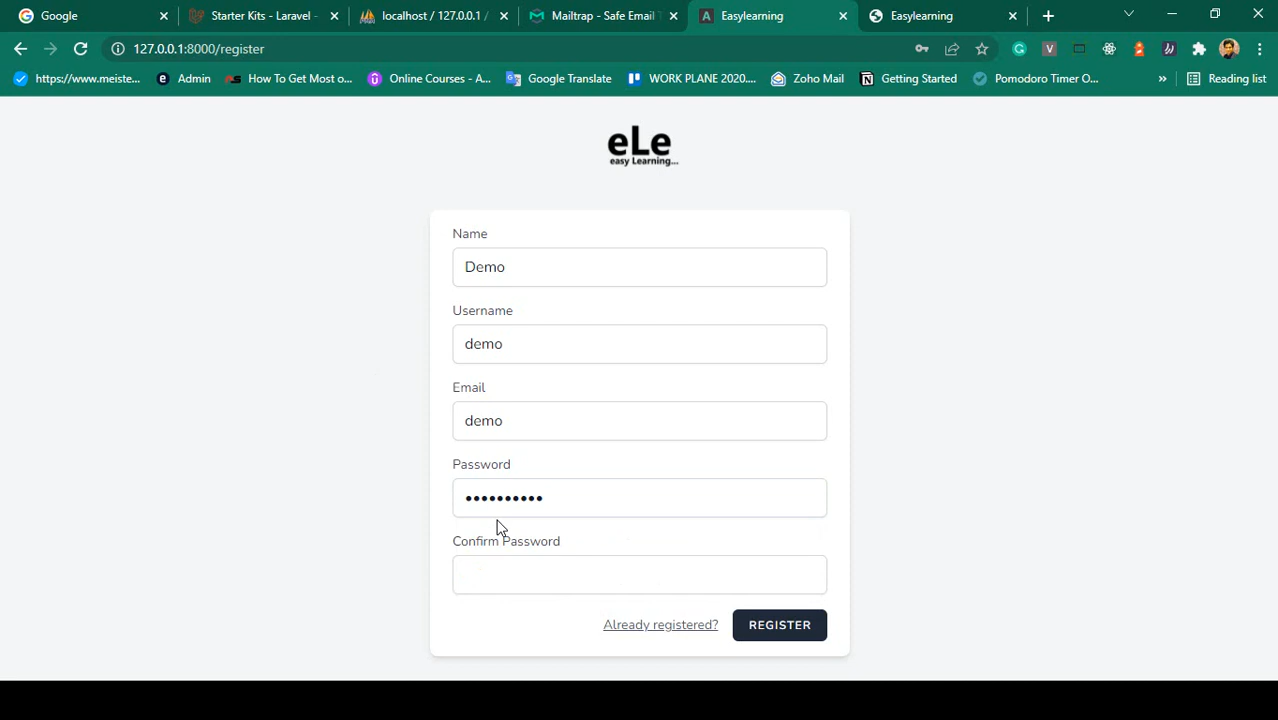 Google
Starter Kits - Laravel -
localhost / 127.0.0.1 /
Mailtrap - Safe Email T
Easylearning
Easylearning
127.0.0.1:8000/register
https://www.meiste...
Admin
How To Get Most o...
Online Courses - A...
Google Translate
WORK PLANE 2020....
Zoho Mail
Getting Started
Pomodoro Timer O...
Reading list
eLe
easy Learning...
Name
Demo
Username
demo
Email
demo
Password
Confirm Password
Already registered?
REGISTER